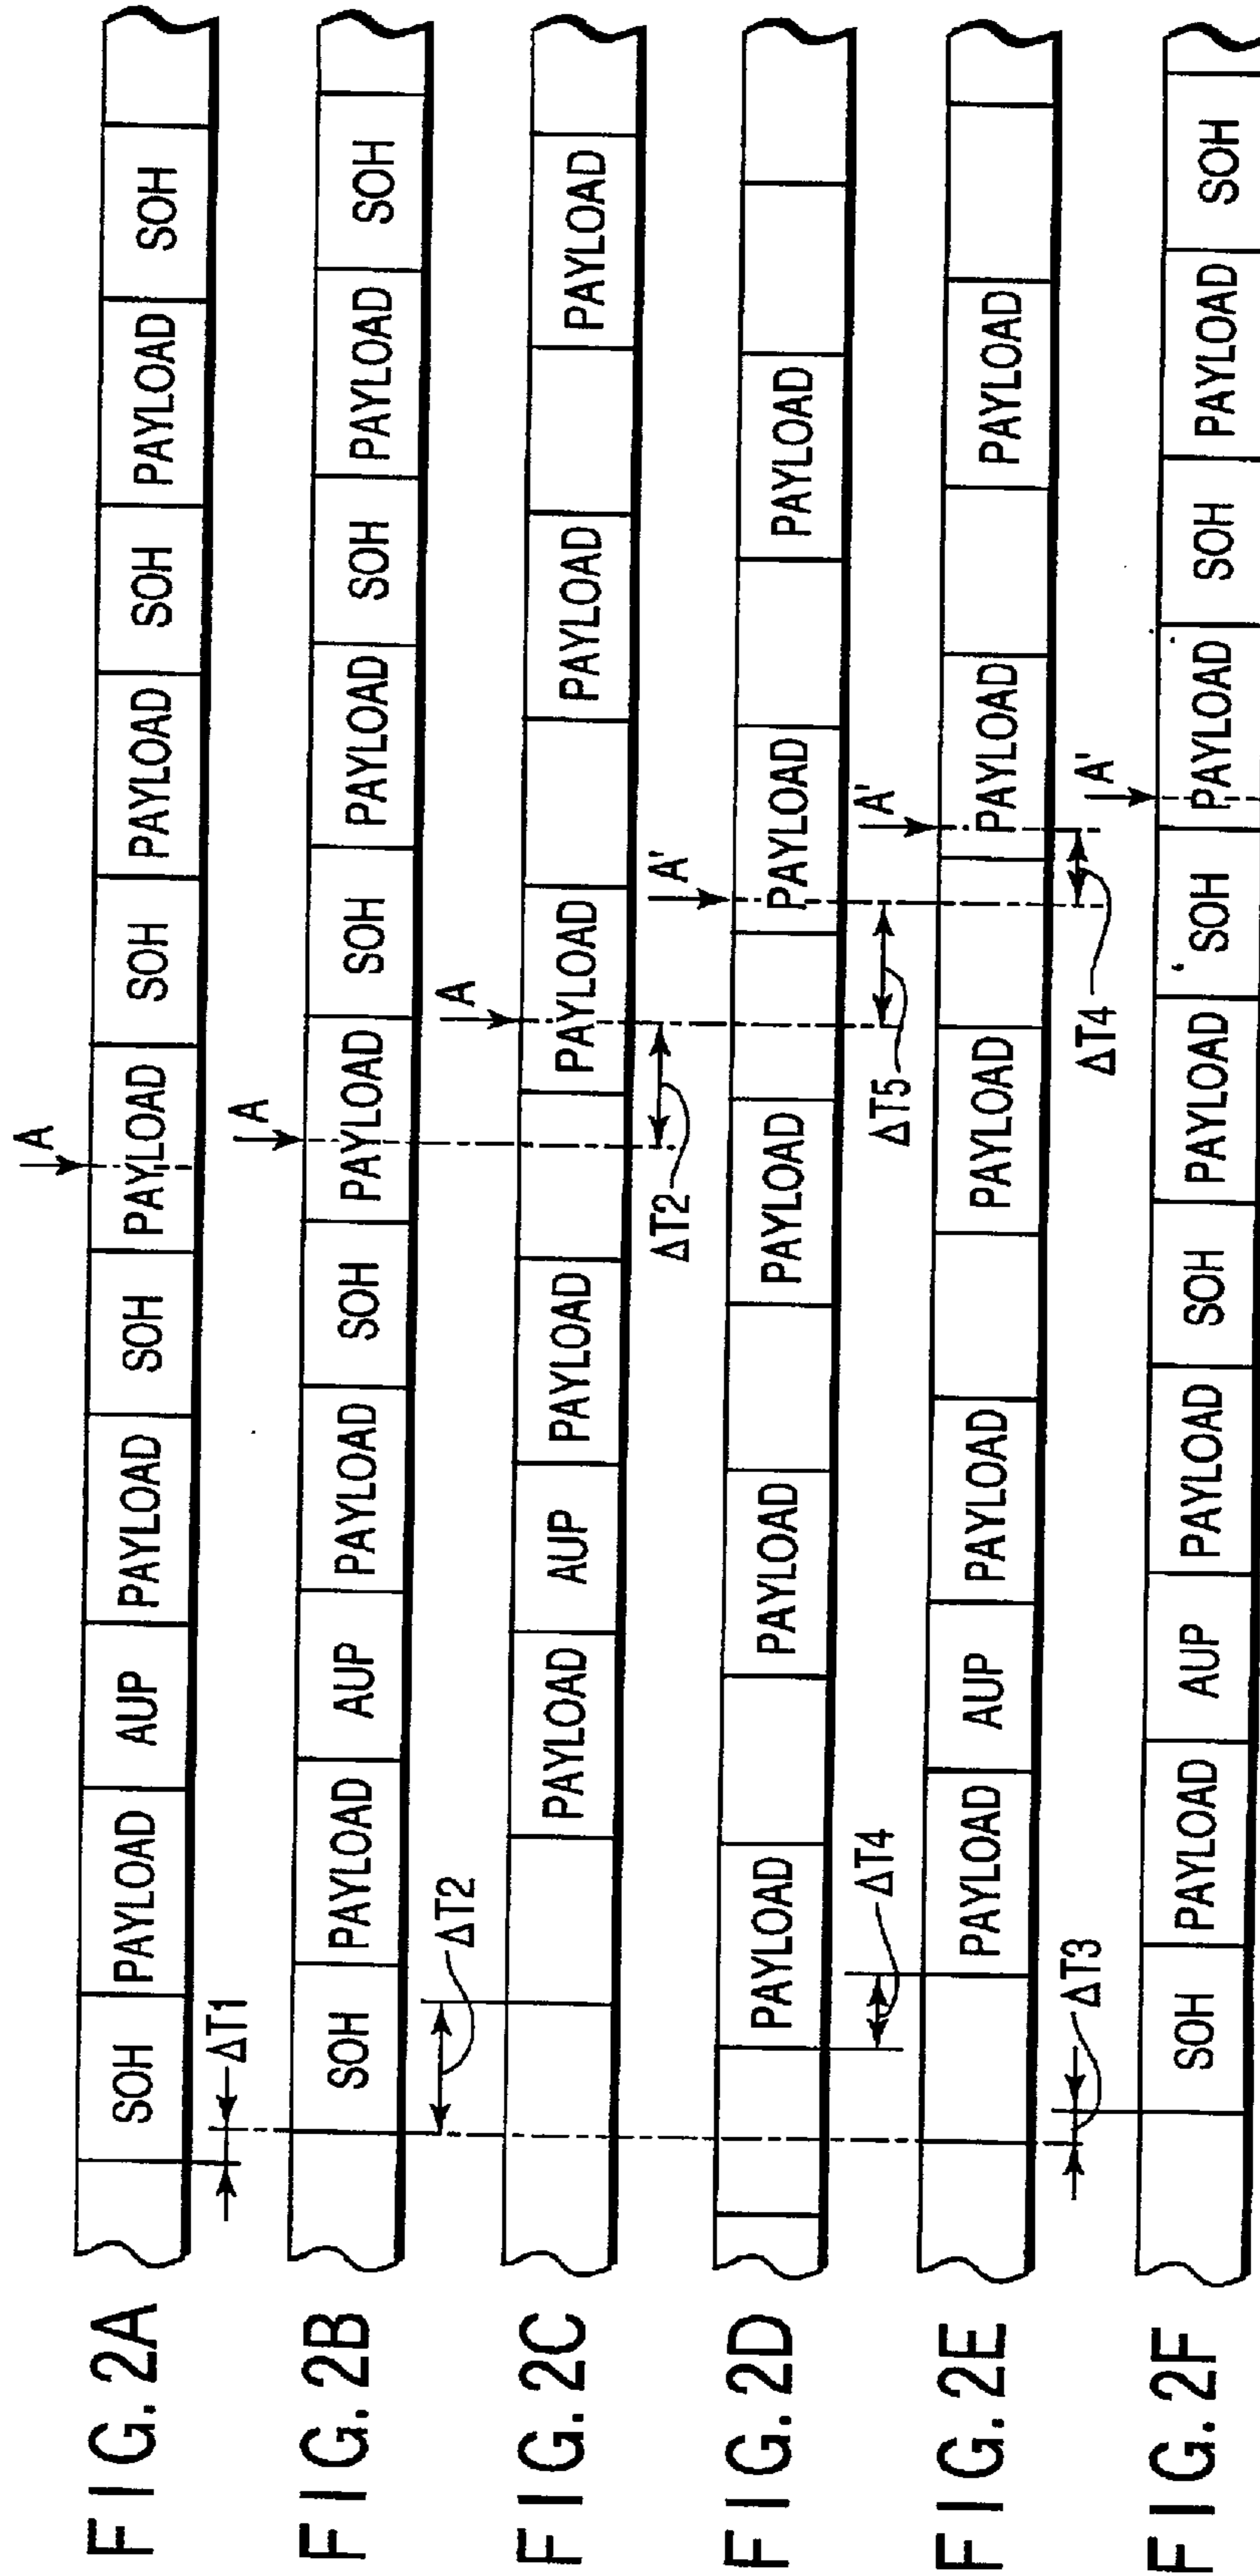 FIG. 2A
SOH PAYLOAD AUP PAYLOAD SOH PAYLOAD SOH PAYLOAD SOH PAYLOAD SOH
A
ΔT1
FIG. 2B
SOH PAYLOAD AUP PAYLOAD SOH PAYLOAD SOH PAYLOAD SOH PAYLOAD SOH
A
ΔT2
FIG. 2C
PAYLOAD AUP PAYLOAD PAYLOAD PAYLOAD PAYLOAD
A
ΔT2
FIG. 2D
PAYLOAD PAYLOAD PAYLOAD PAYLOAD PAYLOAD
A'
ΔT4
ΔT5
FIG. 2E
PAYLOAD AUP PAYLOAD PAYLOAD PAYLOAD PAYLOAD
A'
ΔT3
ΔT4
FIG. 2F
SOH PAYLOAD AUP PAYLOAD SOH PAYLOAD SOH PAYLOAD SOH PAYLOAD SOH
A'